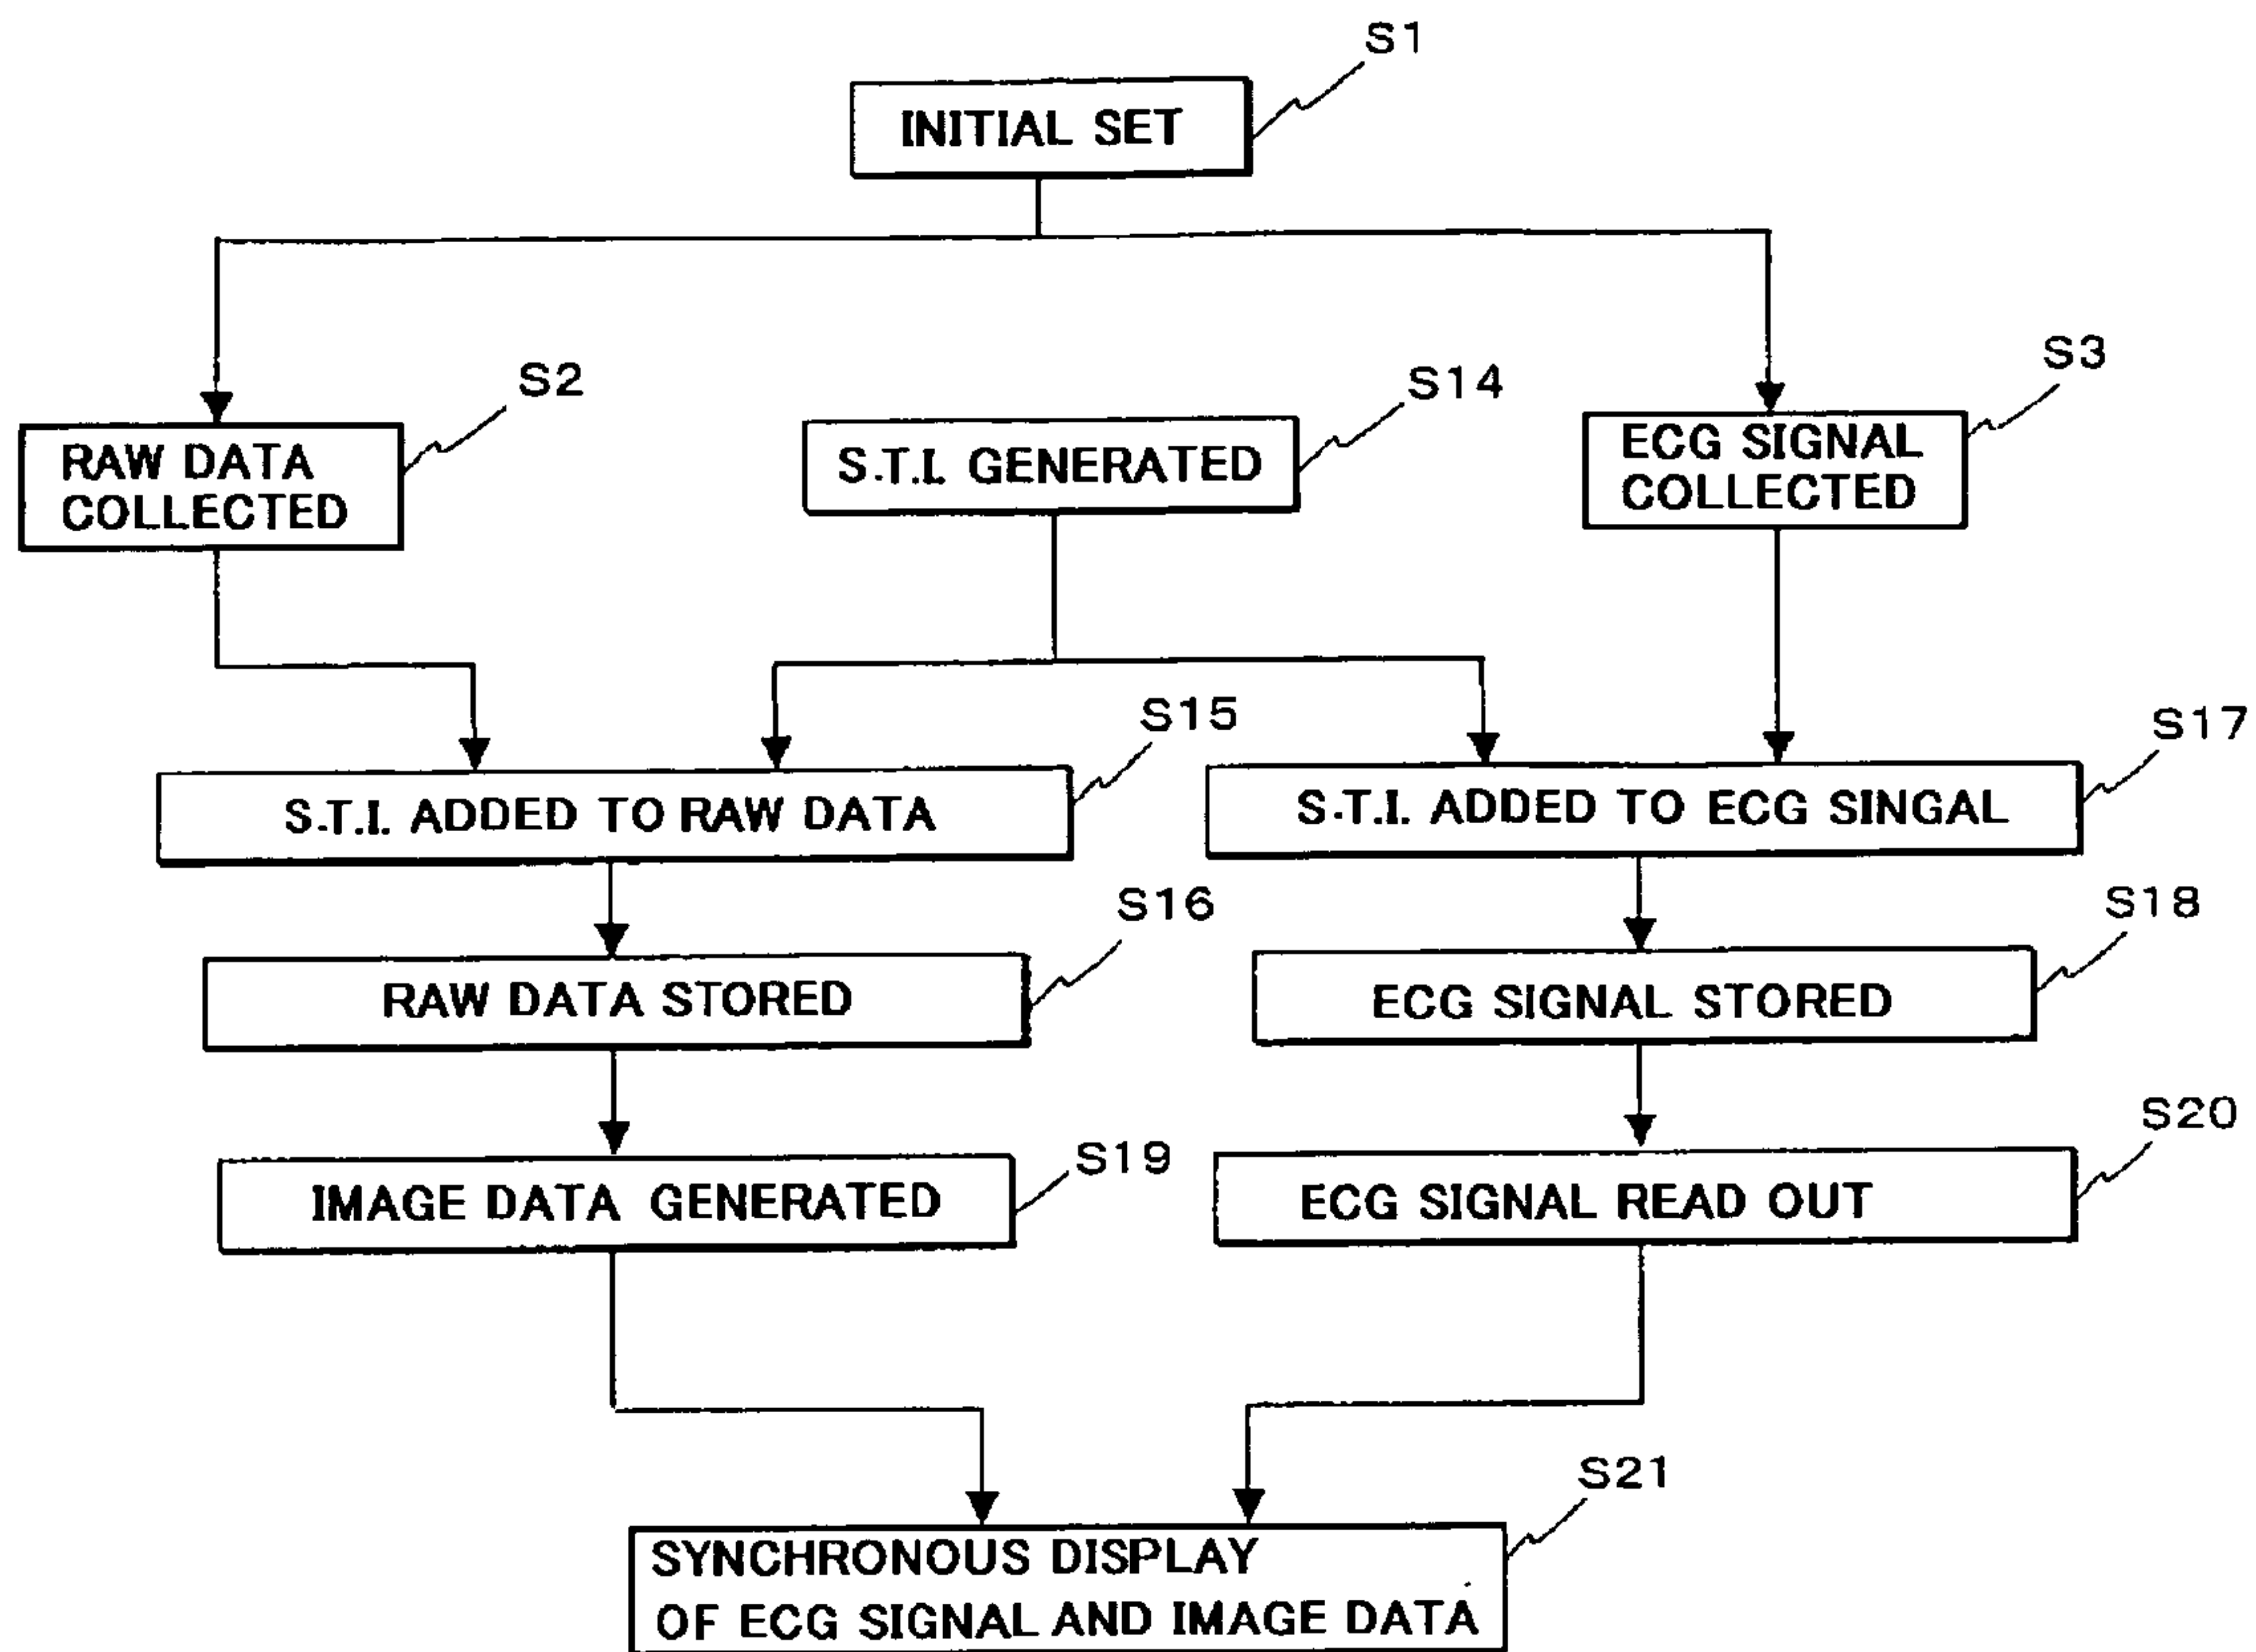 S1
INITIAL SET
S2
S14
S3
RAW DATA
COLLECTED
S.T.I. GENERATED
ECG SIGNAL
COLLECTED
S15
S17
S.T.I. ADDED TO RAW DATA
S.T.I. ADDED TO ECG SINGAL
S16
S18
RAW DATA STORED
ECG SIGNAL STORED
S19
S20
IMAGE DATA GENERATED
ECG SIGNAL READ OUT
S21
SYNCHRONOUS DISPLAY
OF ECG SIGNAL AND IMAGE DATA